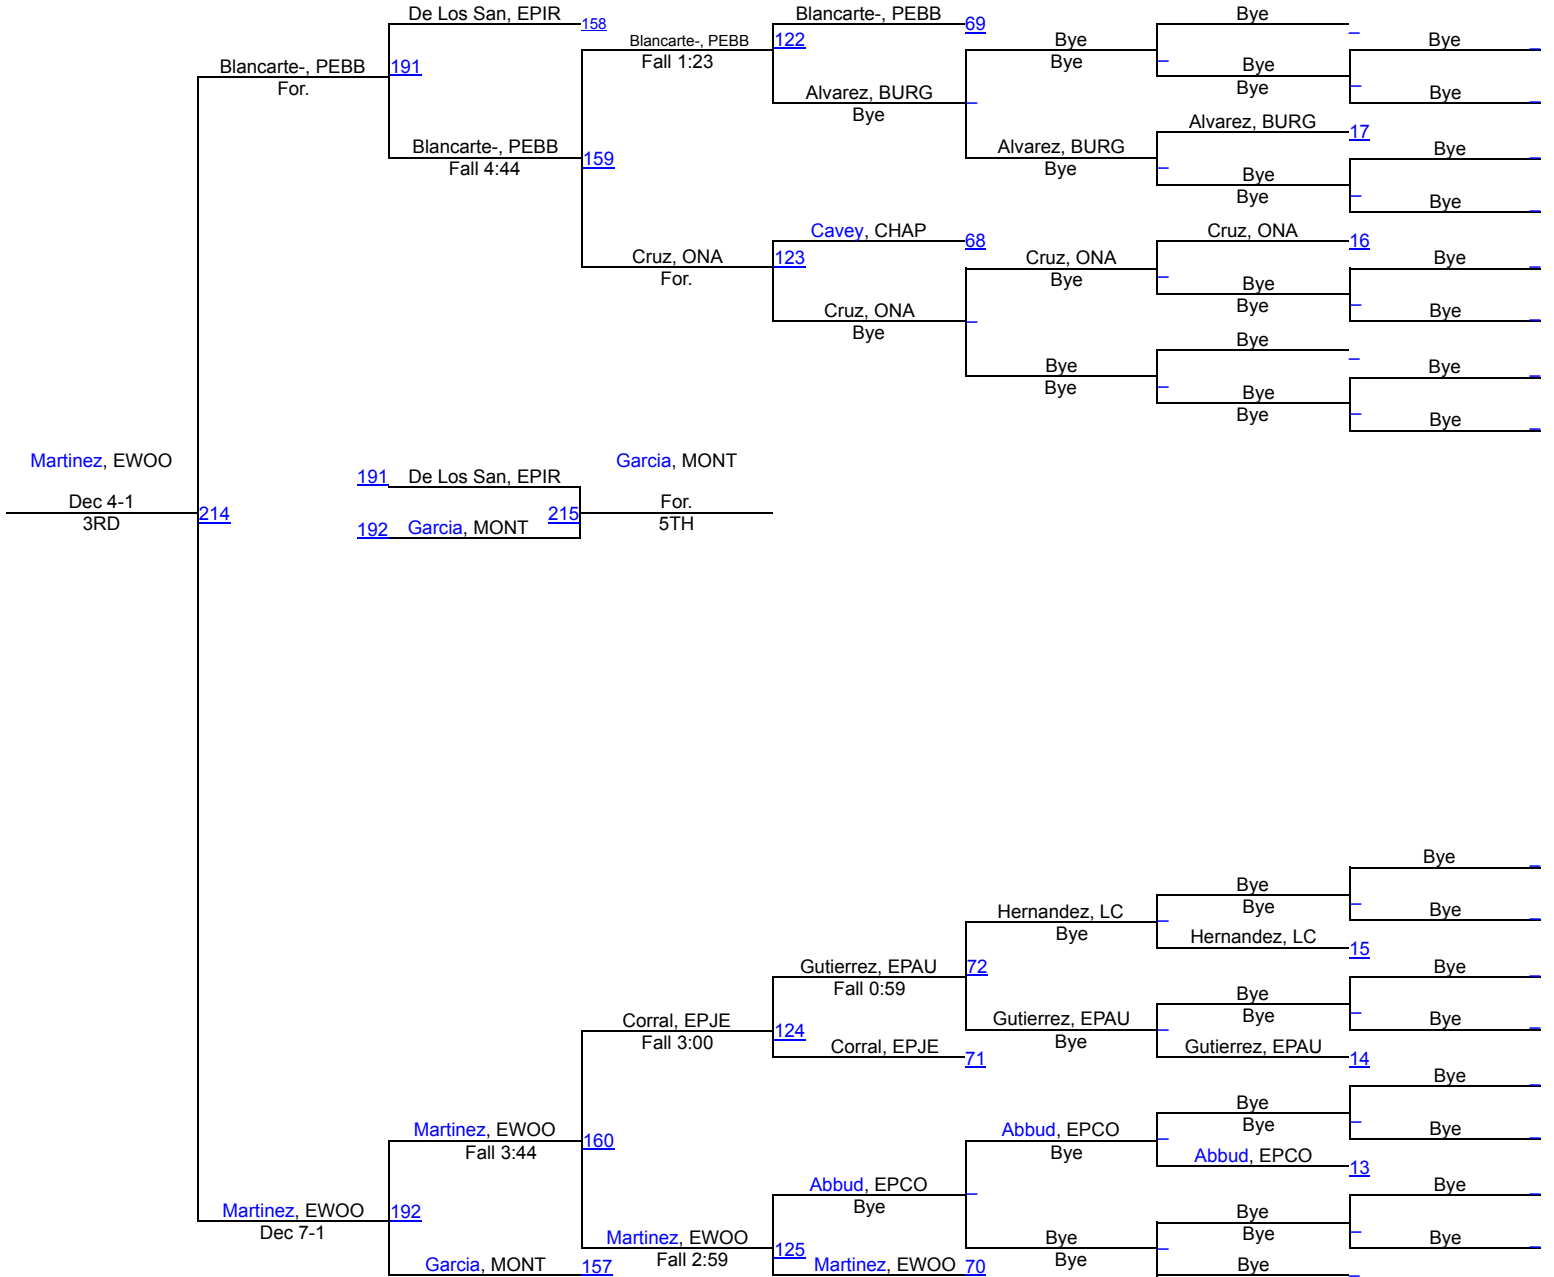 De Los San, EPIR
158
Blancarte-, PEBB
69
Bye
Blancarte-, PEBB
Fall 1:23
122
Bye
Bye
Bye
Blancarte-, PEBB
For.
191
Bye
Bye
Alvarez, BURG
Bye
Bye
Alvarez, BURG
17
Blancarte-, PEBB
Fall 4:44
159
Alvarez, BURG
Bye
Bye
Bye
Bye
Bye
Cavey, CHAP
68
Cruz, ONA
16
Cruz, ONA
For.
123
Cruz, ONA
Bye
Bye
Bye
Bye
Cruz, ONA
Bye
Bye
Bye
Bye
Bye
Bye
Bye
Bye
Bye
Martinez, EWOO
Dec 4-1
3RD
214
191
De Los San, EPIR
192
Garcia, MONT
215
Garcia, MONT
For.
5TH
Bye
Bye
Bye
Bye
Hernandez, LC
Bye
Hernandez, LC
15
Gutierrez, EPAU
Fall 0:59
72
Bye
Bye
Bye
Bye
Corral, EPJE
Fall 3:00
124
Gutierrez, EPAU
Bye
Corral, EPJE
71
Gutierrez, EPAU
14
Bye
Bye
Bye
Bye
Martinez, EWOO
Fall 3:44
160
Abbud, EPCO
Bye
Abbud, EPCO
13
Abbud, EPCO
Bye
Bye
Martinez, EWOO
Dec 7-1
192
Bye
Bye
Bye
Martinez, EWOO
Fall 2:59
125
Bye
Bye
Garcia, MONT
157
Martinez, EWOO
70
Bye